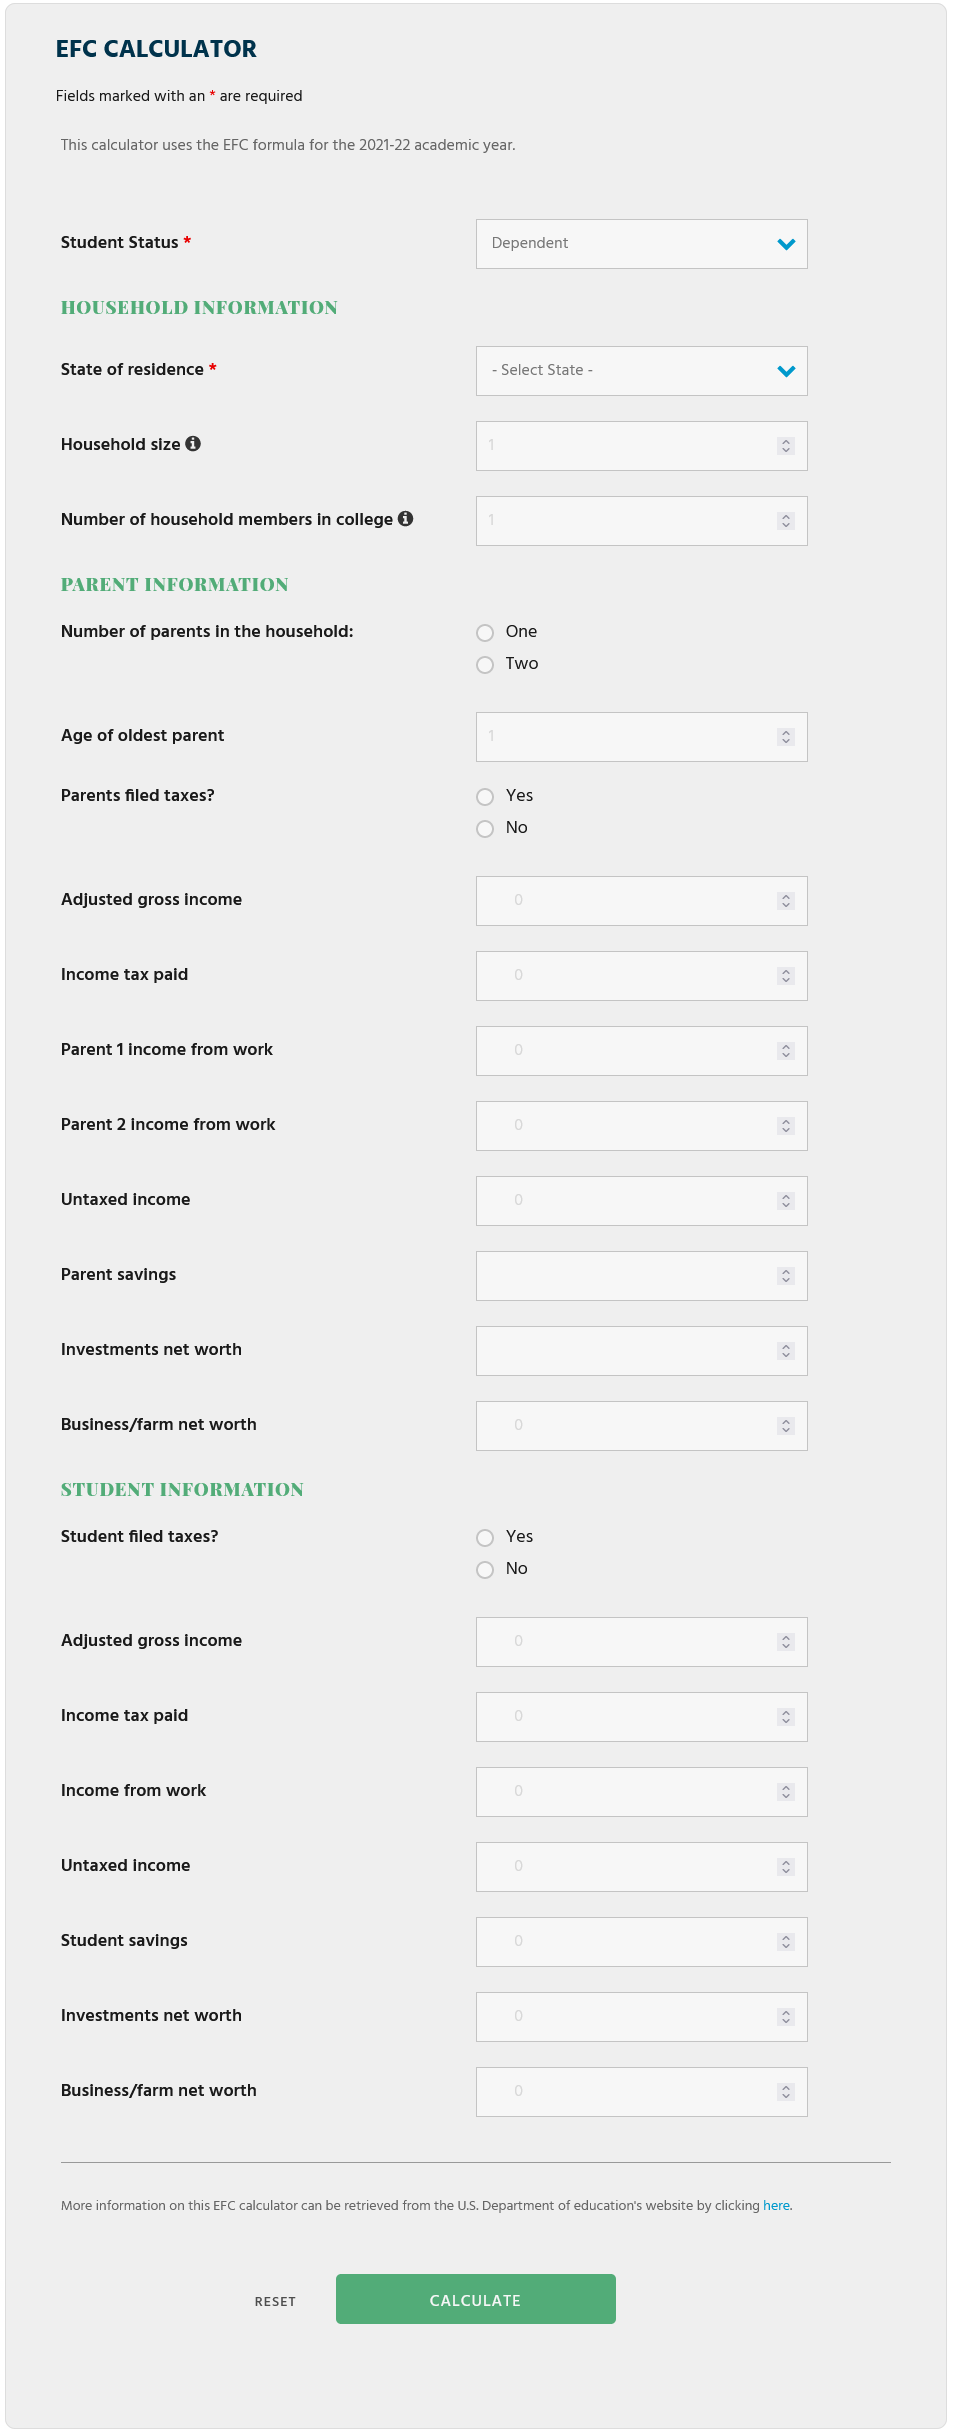 EFC CALCULATOR
Fields marked with an * are required
This calculator uses the EFC formula for the 2021-22 academic year.
Student Status *
Dependent
HOUSEHOLD INFORMATION
State of residence *
- Select State -
Household size
1
Number of household members in college
1
PARENT INFORMATION
Number of parents in the household:
One
Two
Age of oldest parent
1
Parents filed taxes?
Yes
No
Adjusted gross income
0
Income tax paid
0
Parent 1 income from work
0
Parent 2 income from work
0
Untaxed income
0
Parent savings
Investments net worth
Business/farm net worth
0
STUDENT INFORMATION
Student filed taxes?
Yes
No
Adjusted gross income
0
Income tax paid
0
Income from work
0
Untaxed income
0
Student savings
0
Investments net worth
0
Business/farm net worth
0
More information on this EFC calculator can be retrieved from the U.S. Department of education's website by clicking here.
RESET
CALCULATE